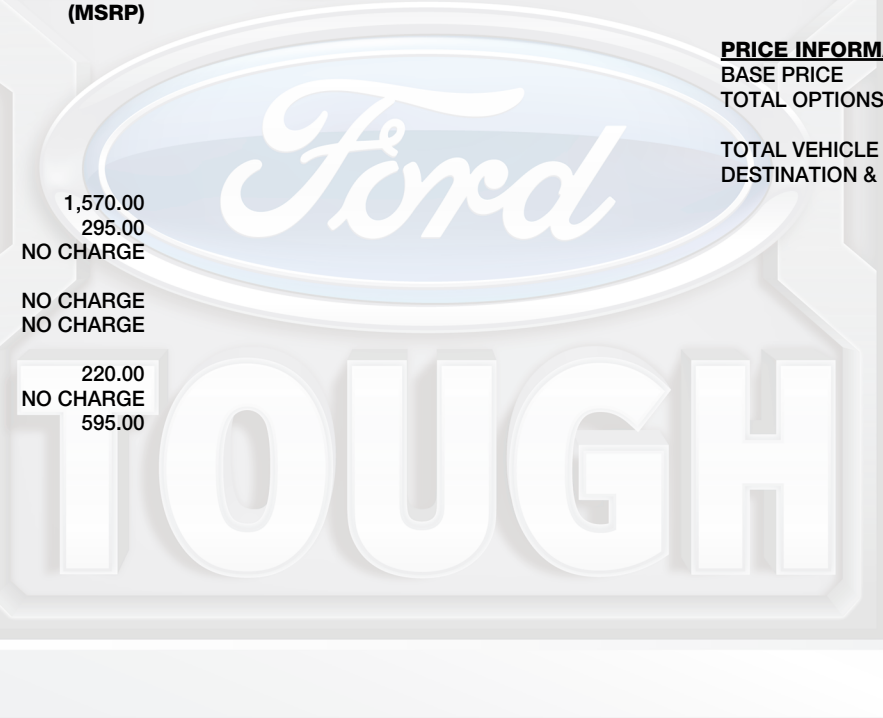 (MSRP)
PRICE INFORMA
BASE PRICE
TOTAL OPTIONS
TOTAL VEHICLE
DESTINATION &
1,570.00
295.00
NO CHARGE
NO CHARGE
NO CHARGE
220.00
NO CHARGE
595.00
Ford
TOUGH